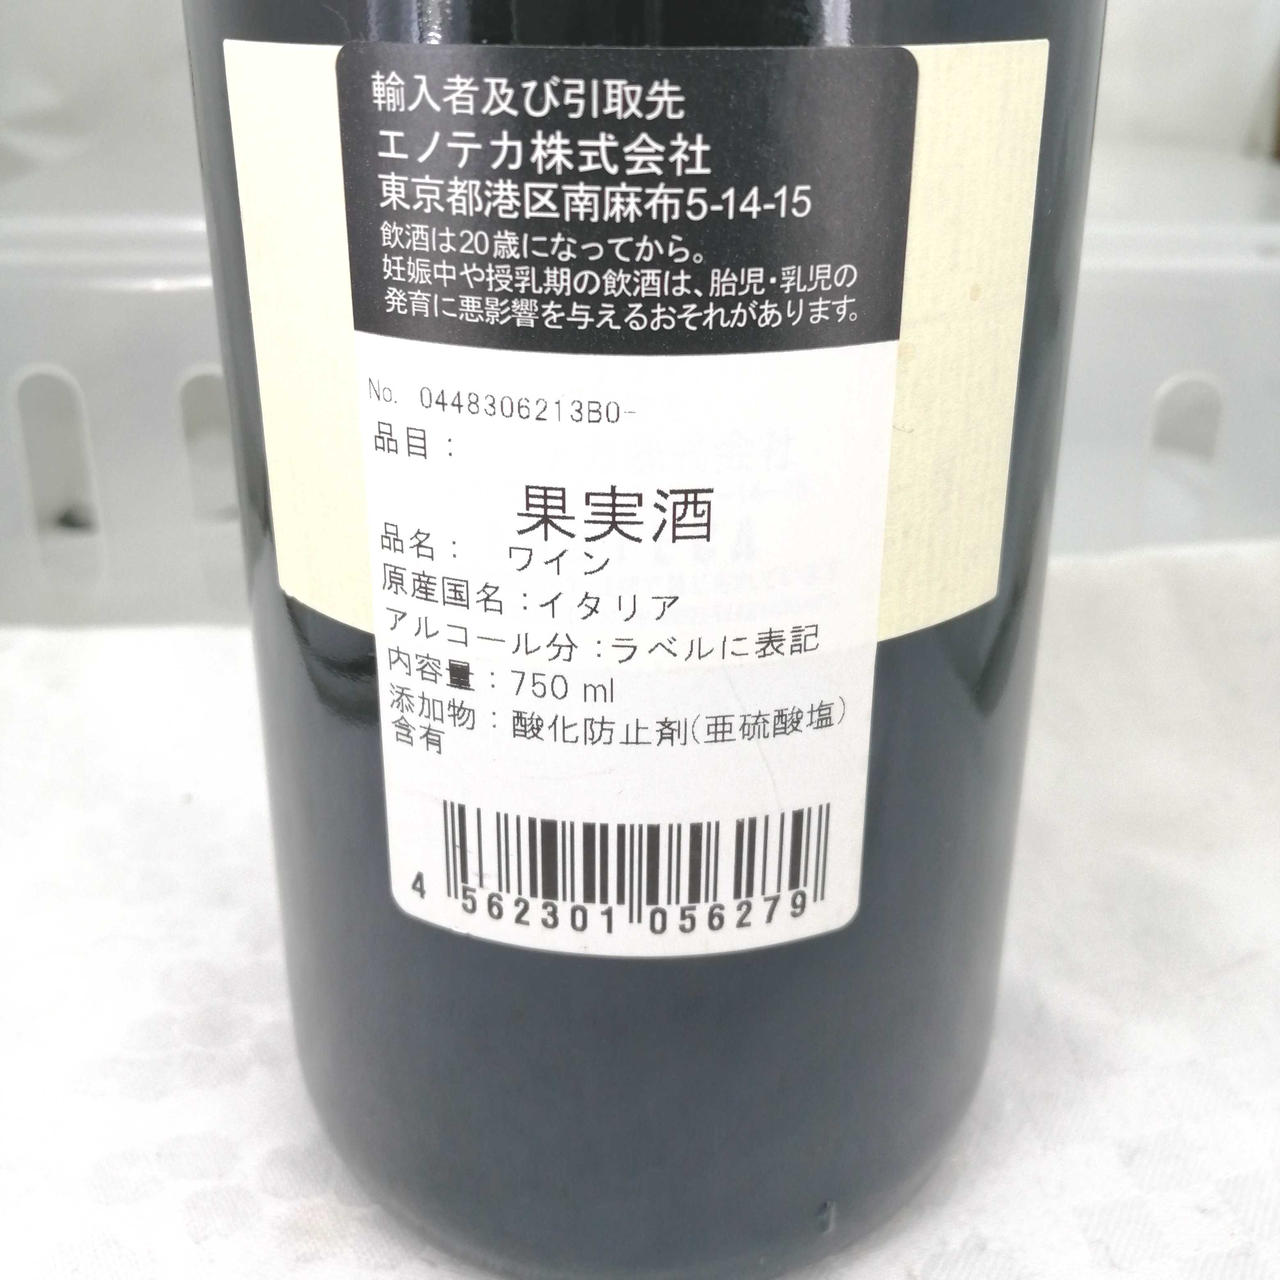 輸入者及び引取先
エノテカ株式会社
東京都港区南麻布5-14-15
飲酒は20歳になってから。
妊娠中や授乳期の飲酒は、胎児・乳児の
発育に悪影響を与えるおそれがあります。
No. 0448306213B0-
品目：
果実酒
品名： ワイン
原産国名：イタリア
アルコール分：ラベルに表記
内容量：750 ml
添加物：酸化防止剤(亜硫酸塩)
含有
4 562301 056279